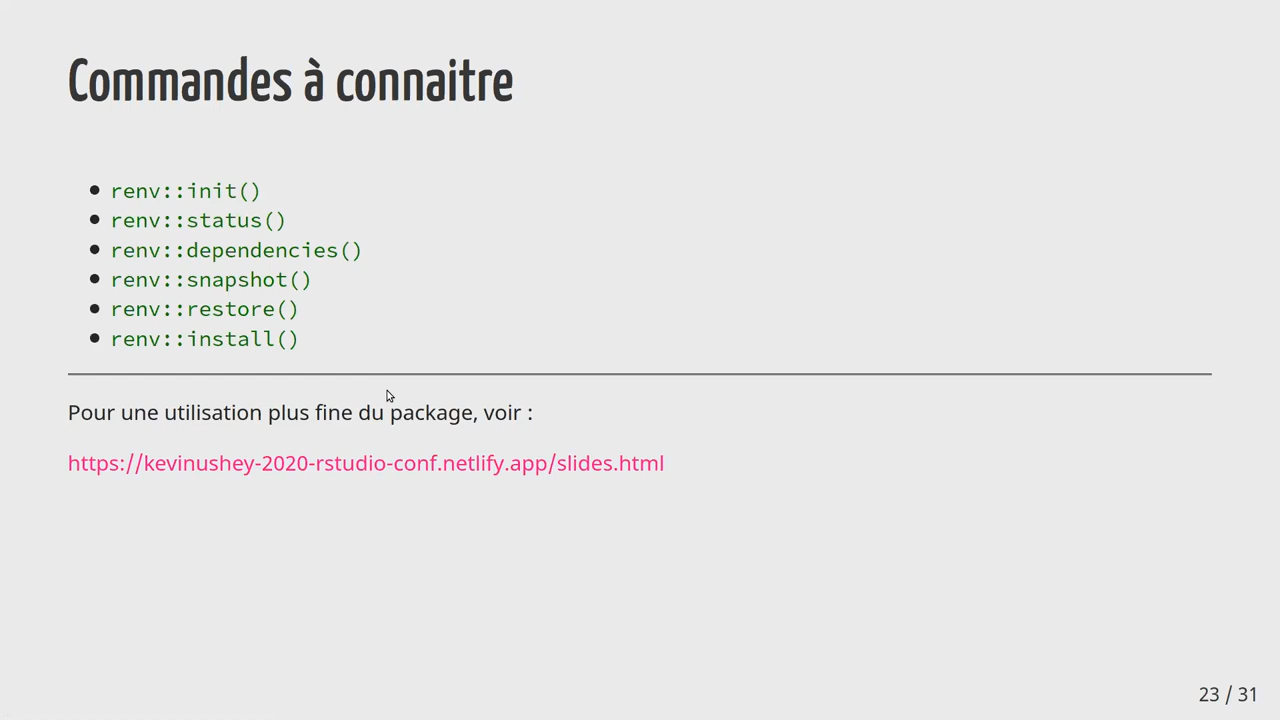 Commandes à connaitre
renv::init()
renv::status()
renv::dependencies()
renv::snapshot()
renv::restore()
renv::install()
Pour une utilisation plus fine du package, voir :
https://kevinushey-2020-rstudio-conf.netlify.app/slides.html
23 / 31